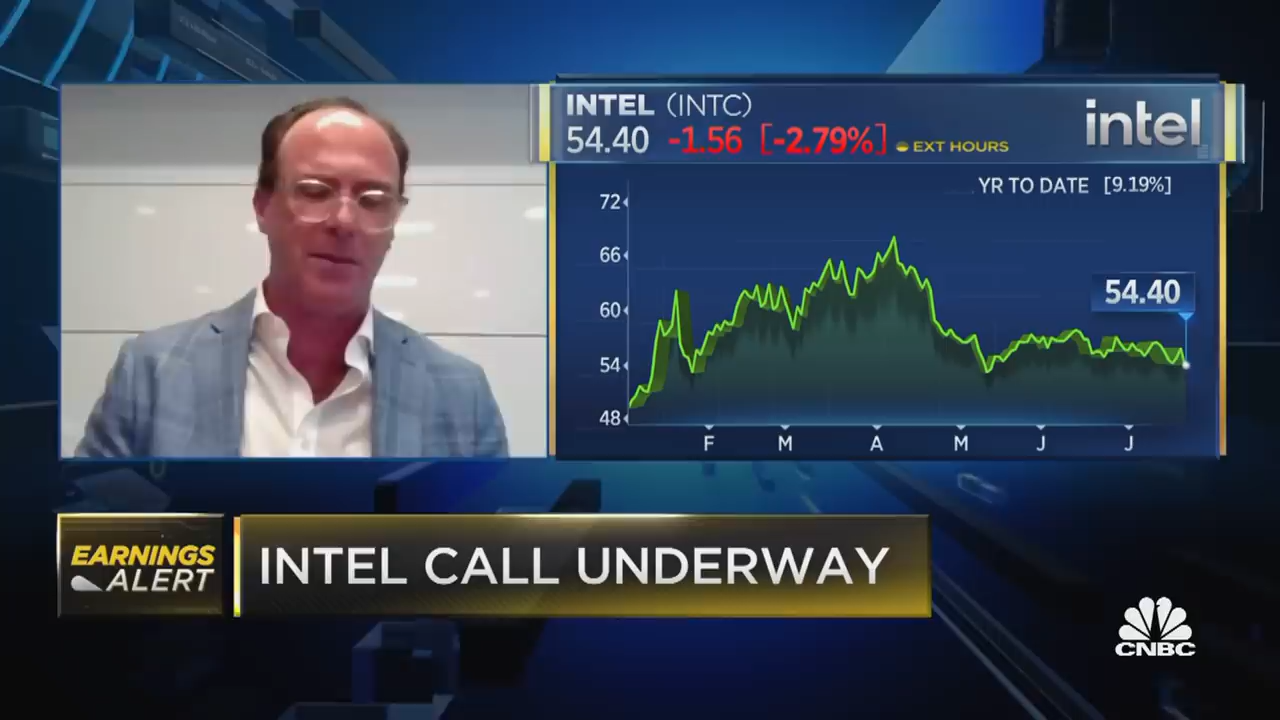 INTEL (INTC)
54.40 -1.56 [-2.79%] EXT HOURS
intel
YR TO DATE [9.19%]
72
66
60
54
48
54.40
F M A M J J
EARNINGS
ALERT
INTEL CALL UNDERWAY
CNBC